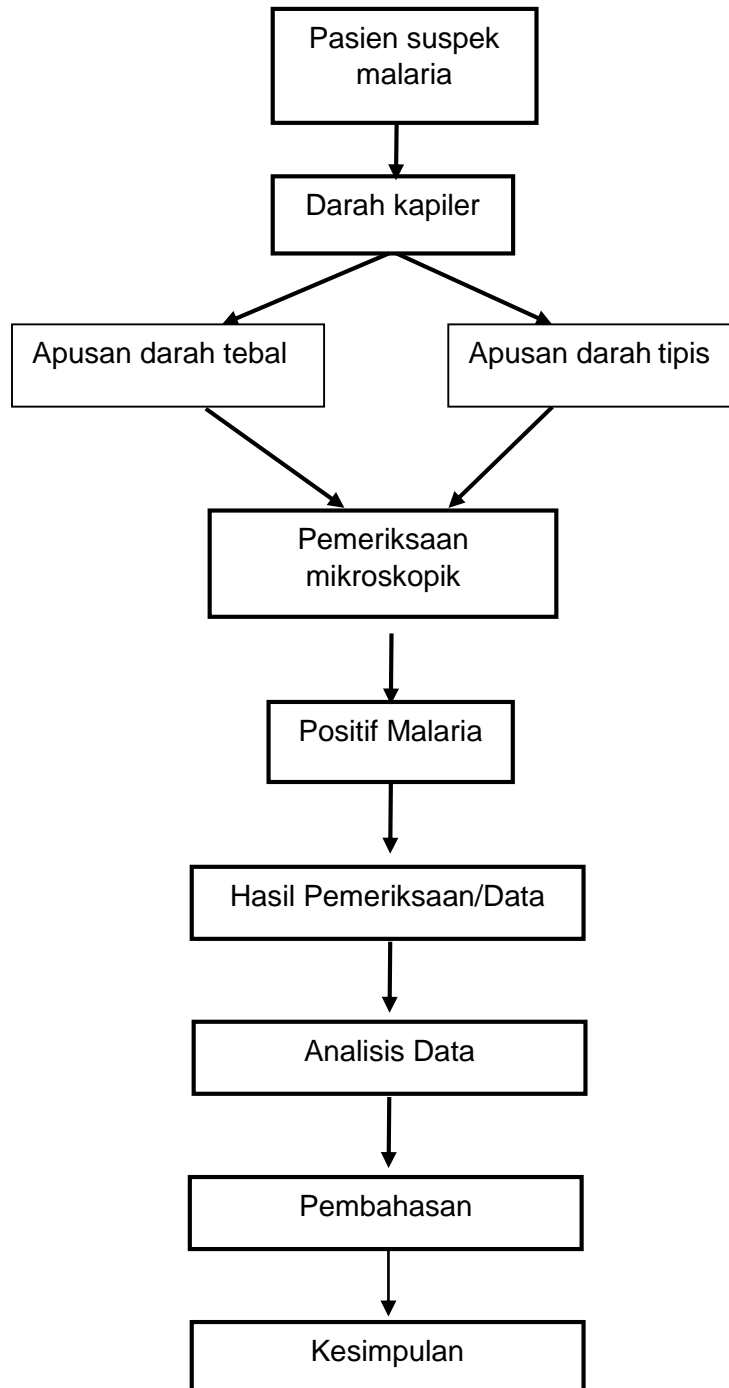 Pasien suspek
malaria
Darah kapiler
Apusan darah tebal
Apusan darah tipis
Pemeriksaan
mikroskopik
Positif Malaria
Hasil Pemeriksaan/Data
Analisis Data
Pembahasan
Kesimpulan